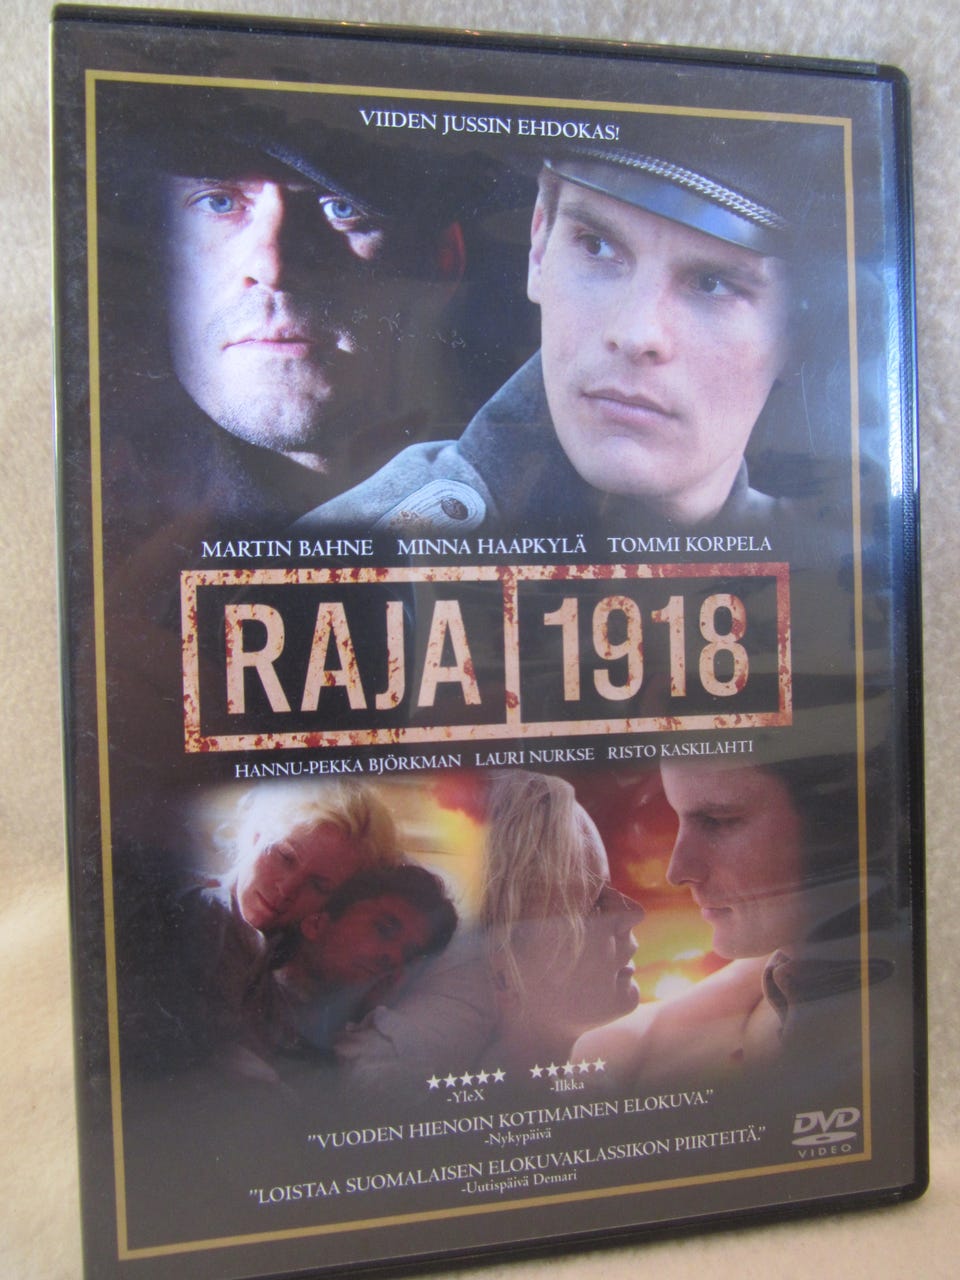 VIIDEN JUSSIN EHDOKAS!
MARTIN BAHNE MINNA HAAPKYLÄ TOMMI KORPELA
RAJA 1918
HANNU-PEKKA BJÖRKMAN LAURI NURKSE RISTO KASKILAHTI
★★★★★ ★★★★★
-YleX -Ilkka
"VUODEN HIENOIN KOTIMAINEN ELOKUVA."
-Nykypäivä
"LOISTAA SUOMALAISEN ELOKUVAKLASSIKON PIIRTEITÄ."
-Uutispäivä Demari
DVD
VIDEO